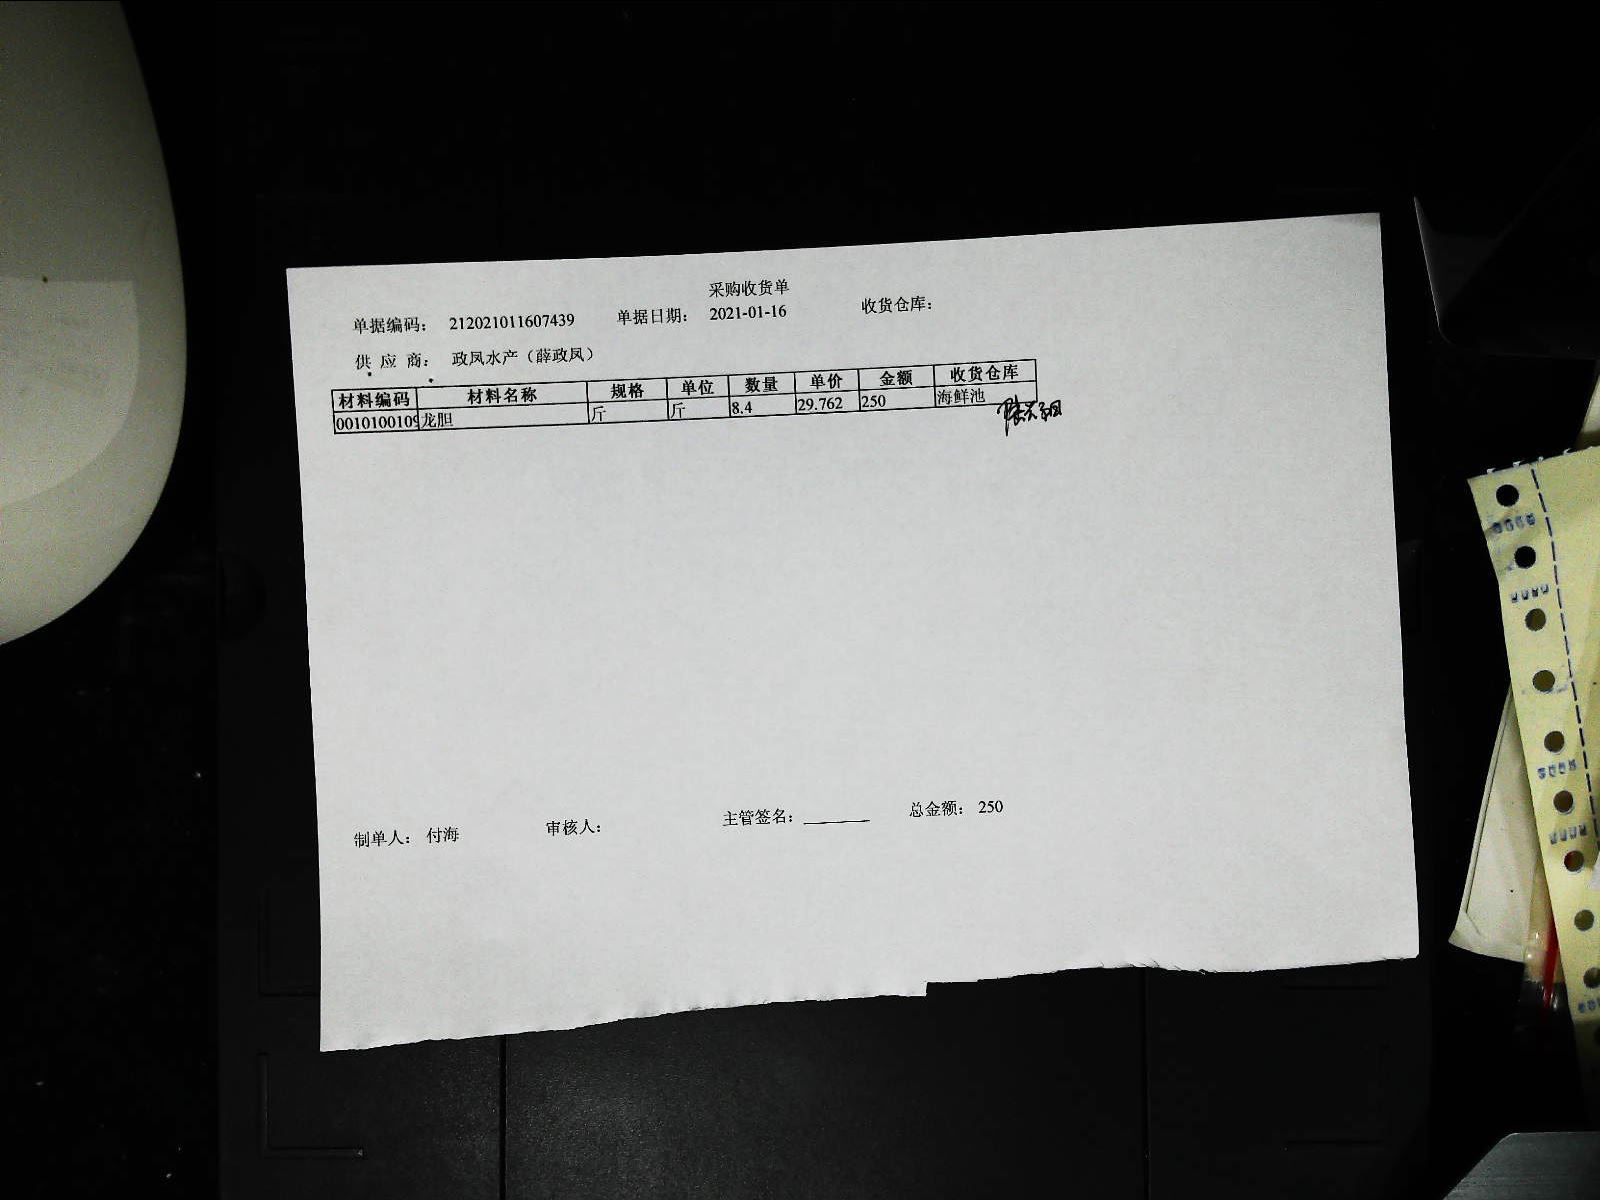 采购收货单
单据编码： 212021011607439 单据日期： 2021-01-16 收货仓库：
供 应 商： 政凤水产（薛政凤）
材料编码 材料名称 规格 单位 数量 单价 金额 收货仓库
0010100109 龙胆 斤 斤 8.4 29.762 250 海鲜池
制单人： 付海 审核人： 主管签名：________ 总金额： 250